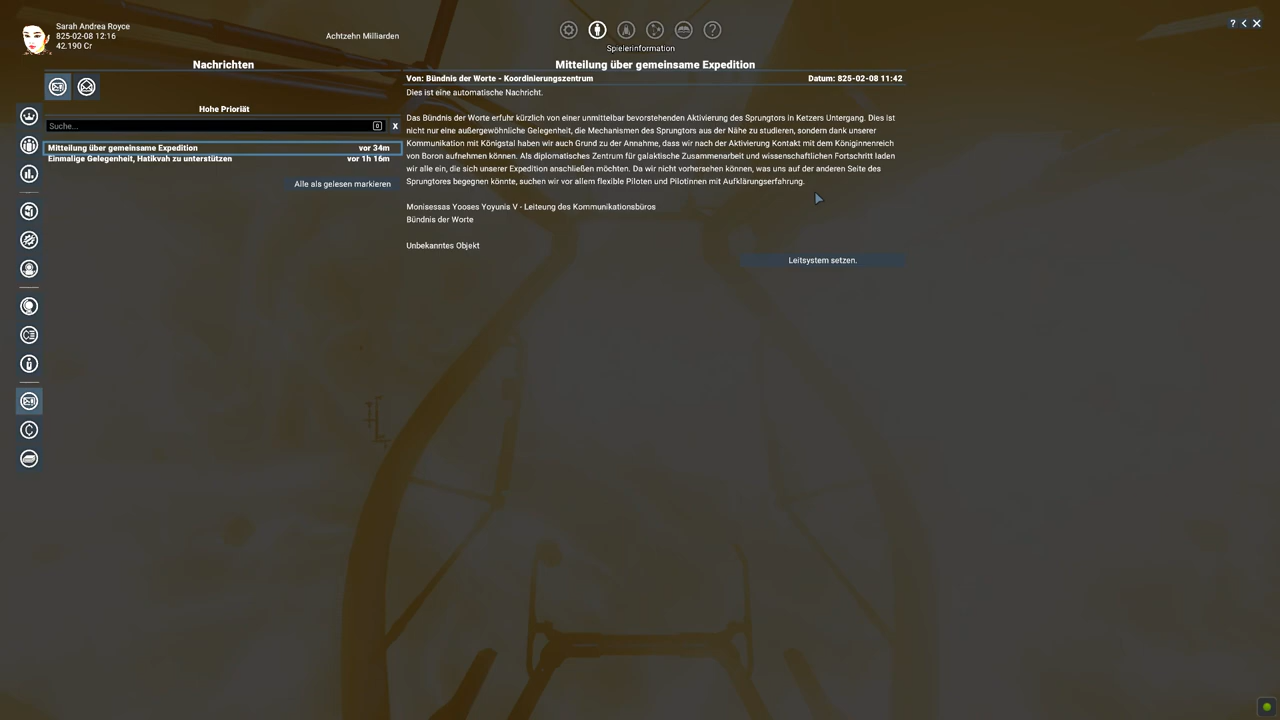 Sarah Andrea Royce
825-02-08 12:16
42.190 Cr
Achtzehn Milliarden
?
Spielerinformation
? < X
Nachrichten
Hohe Prioriät
Suche...
x
Mitteilung über gemeinsame Expedition vor 34m
Einmalige Gelegenheit, Hatikvah zu unterstützen vor 1h 16m
Alle als gelesen markieren
Mitteilung über gemeinsame Expedition
Von: Bündnis der Worte - Koordinierungszentrum Datum: 825-02-08 11:42
Dies ist eine automatische Nachricht.
Das Bündnis der Worte erfuhr kürzlich von einer unmittelbar bevorstehenden Aktivierung des Sprungtors in Ketzers Untergang. Dies ist
nicht nur eine außergewöhnliche Gelegenheit, die Mechanismen des Sprungtors aus der Nähe zu studieren, sondern dank unserer
Kommunikation mit Königstal haben wir auch Grund zu der Annahme, dass wir nach der Aktivierung Kontakt mit dem Königinnenreich
von Boron aufnehmen können. Als diplomatisches Zentrum für galaktische Zusammenarbeit und wissenschaftlichen Fortschritt laden
wir alle ein, die sich unserer Expedition anschließen möchten. Da wir nicht vorhersehen können, was uns auf der anderen Seite des
Sprungtores begegnen könnte, suchen wir vor allem flexible Piloten und Pilotinnen mit Aufklärungserfahrung.
Monisessas Yooses Yoyunis V - Leiteung des Kommunikationsbüros
Bündnis der Worte
Unbekanntes Objekt
Leitsystem setzen.